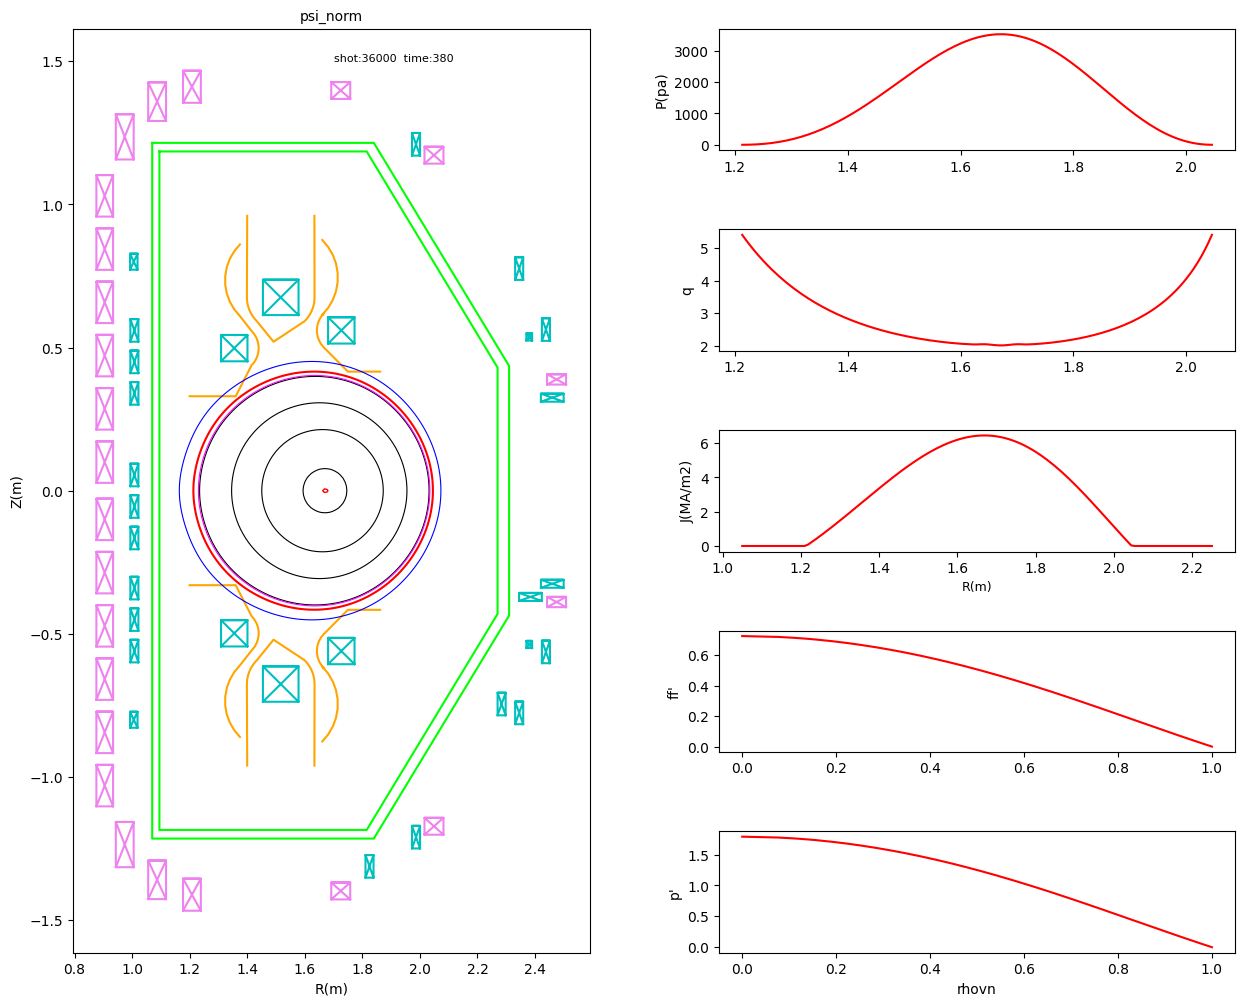 psi_norm
shot:36000 time:380
Z(m)
1.5
1.0
0.5
0.0
−0.5
−1.0
−1.5
0.8 1.0 1.2 1.4 1.6 1.8 2.0 2.2 2.4
R(m)
P(pa)
3000
2000
1000
0
1.2 1.4 1.6 1.8 2.0
q
5
4
3
2
1.2 1.4 1.6 1.8 2.0
J(MA/m2)
6
4
2
0
1.0 1.2 1.4 1.6 1.8 2.0 2.2
R(m)
ff'
0.6
0.4
0.2
0.0
0.0 0.2 0.4 0.6 0.8 1.0
p'
1.5
1.0
0.5
0.0
0.0 0.2 0.4 0.6 0.8 1.0
rhovn